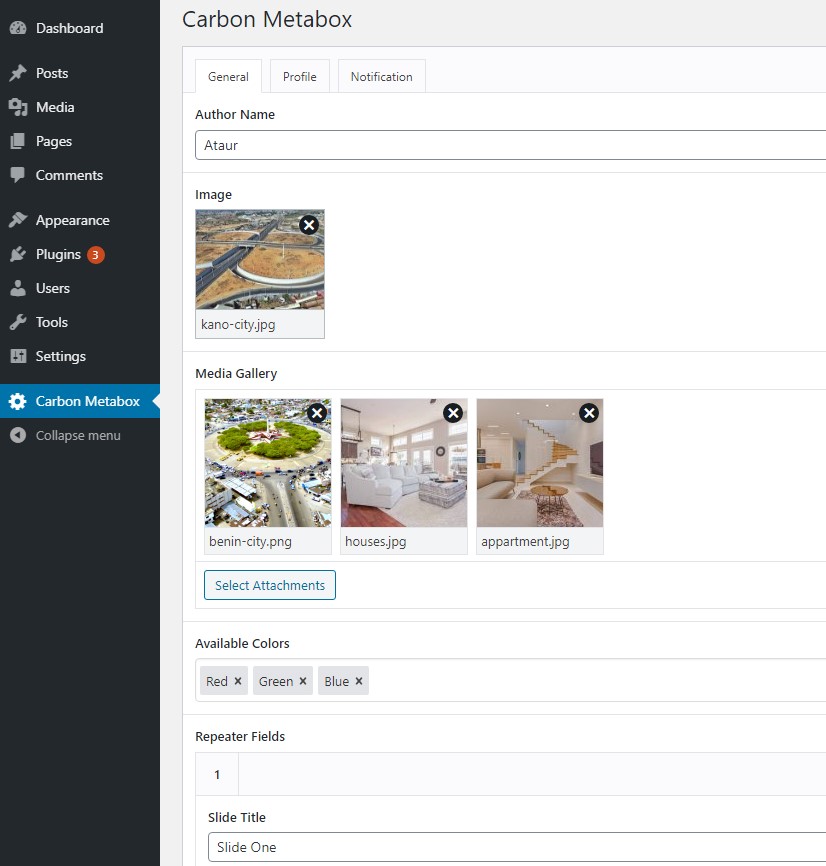 Carbon Metabox
Dashboard
Posts
Media
Pages
Comments
Appearance
Plugins 3
Users
Tools
Settings
Carbon Metabox
Collapse menu
General Profile Notification
Author Name
Ataur
Image
kano-city.jpg
Media Gallery
benin-city.png houses.jpg appartment.jpg
Select Attachments
Available Colors
Red × Green × Blue ×
Repeater Fields
1
Slide Title
Slide One